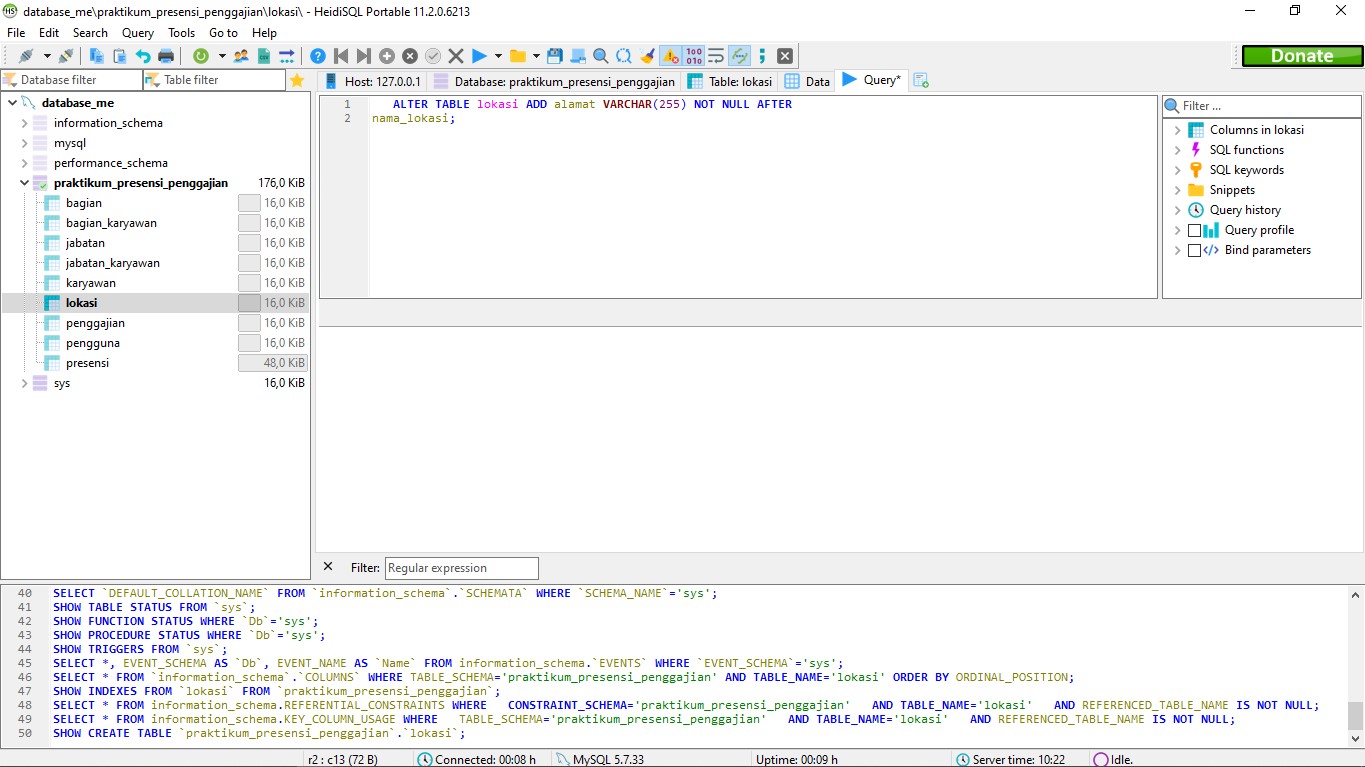 database_me\praktikum_presensi_penggajian\lokasi\ - HeidiSQL Portable 11.2.0.6213
File Edit Search Query Tools Go to Help
Donate
Database filter Table filter
Host: 127.0.0.1 Database: praktikum_presensi_penggajian Table: lokasi Data Query*
database_me
information_schema
mysql
performance_schema
praktikum_presensi_penggajian 176,0 KiB
bagian 16,0 KiB
bagian_karyawan 16,0 KiB
jabatan 16,0 KiB
jabatan_karyawan 16,0 KiB
karyawan 16,0 KiB
lokasi 16,0 KiB
penggajian 16,0 KiB
pengguna 16,0 KiB
presensi 48,0 KiB
sys 16,0 KiB
1 ALTER TABLE lokasi ADD alamat VARCHAR(255) NOT NULL AFTER
2 nama_lokasi;
Filter ...
Columns in lokasi
SQL functions
SQL keywords
Snippets
Query history
Query profile
Bind parameters
Filter: Regular expression
40 SELECT `DEFAULT_COLLATION_NAME` FROM `information_schema`.`SCHEMATA` WHERE `SCHEMA_NAME`='sys';
41 SHOW TABLE STATUS FROM `sys`;
42 SHOW FUNCTION STATUS WHERE `Db`='sys';
43 SHOW PROCEDURE STATUS WHERE `Db`='sys';
44 SHOW TRIGGERS FROM `sys`;
45 SELECT *, EVENT_SCHEMA AS `Db`, EVENT_NAME AS `Name` FROM information_schema.`EVENTS` WHERE `EVENT_SCHEMA`='sys';
46 SELECT * FROM `information_schema`.`COLUMNS` WHERE TABLE_SCHEMA='praktikum_presensi_penggajian' AND TABLE_NAME='lokasi' ORDER BY ORDINAL_POSITION;
47 SHOW INDEXES FROM `lokasi` FROM `praktikum_presensi_penggajian`;
48 SELECT * FROM information_schema.REFERENTIAL_CONSTRAINTS WHERE   CONSTRAINT_SCHEMA='praktikum_presensi_penggajian'   AND TABLE_NAME='lokasi'   AND REFERENCED_TABLE_NAME IS NOT NULL;
49 SELECT * FROM information_schema.KEY_COLUMN_USAGE WHERE   TABLE_SCHEMA='praktikum_presensi_penggajian'   AND TABLE_NAME='lokasi'   AND REFERENCED_TABLE_NAME IS NOT NULL;
50 SHOW CREATE TABLE `praktikum_presensi_penggajian`.`lokasi`;
r2 : c13 (72 B) Connected: 00:08 h MySQL 5.7.33 Uptime: 00:09 h Server time: 10:22 Idle.